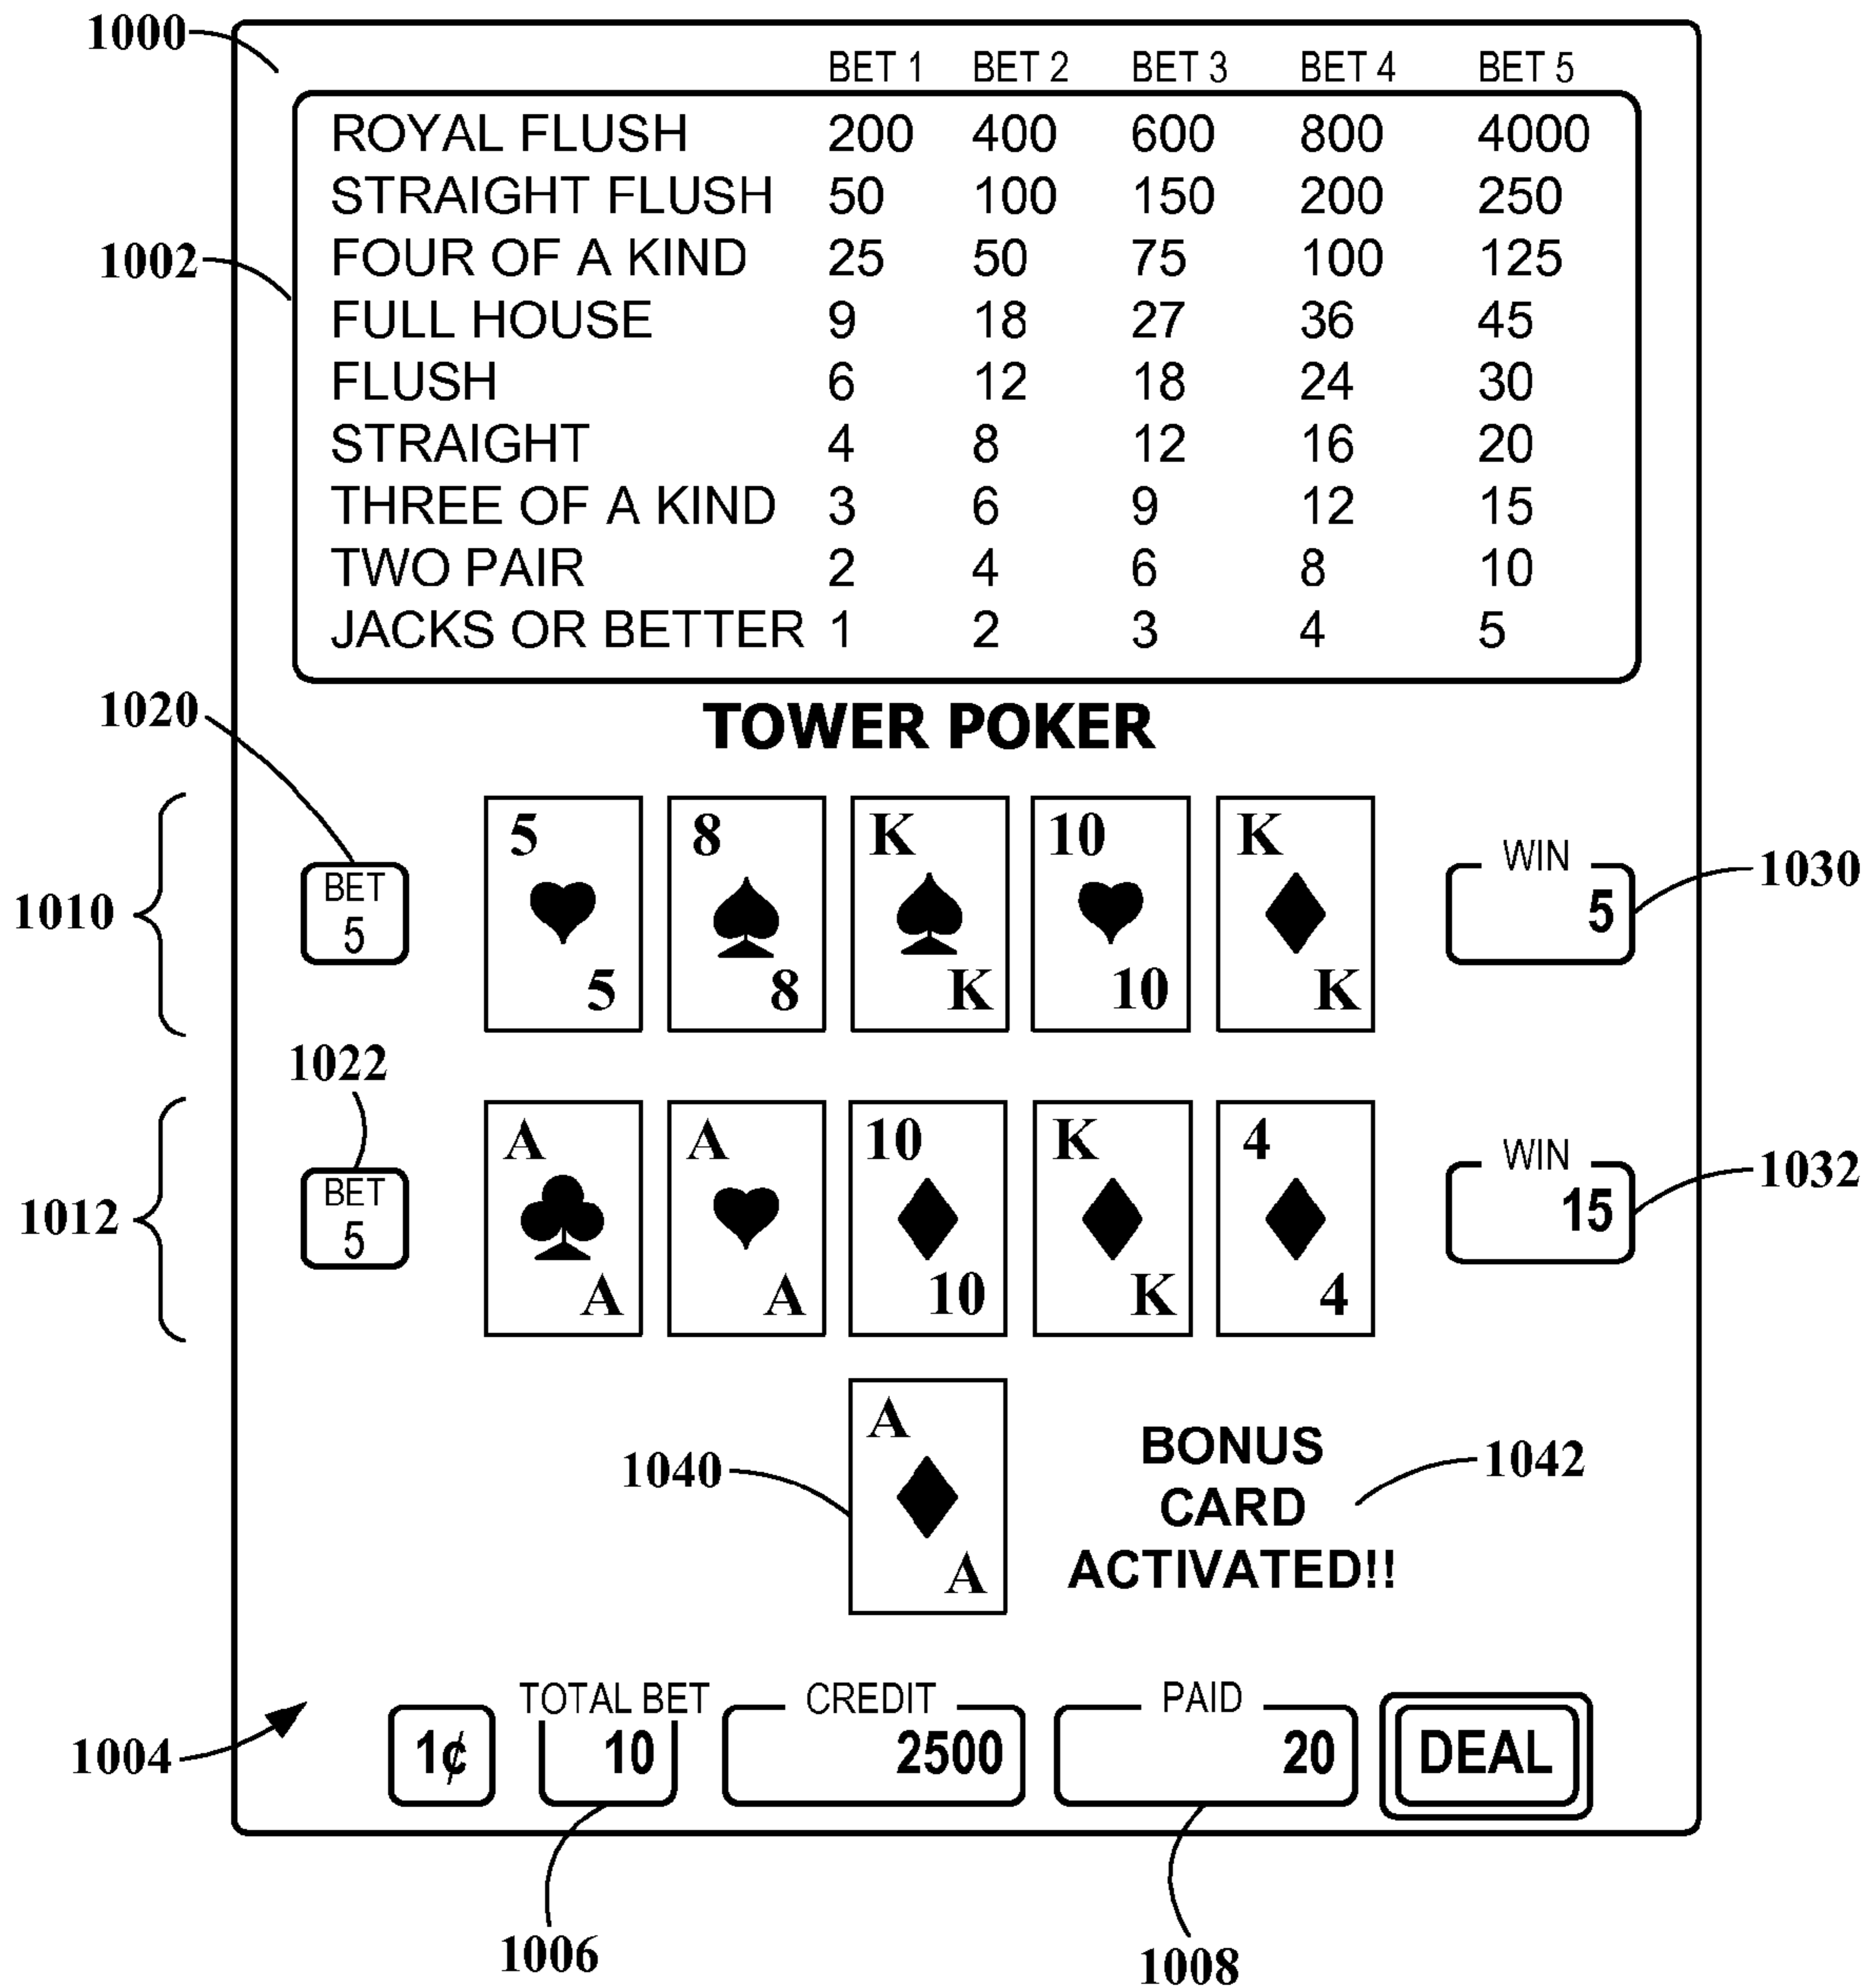 1000
BET 1 BET 2 BET 3 BET 4 BET 5
ROYAL FLUSH 200 400 600 800 4000
STRAIGHT FLUSH 50 100 150 200 250
1002
FOUR OF A KIND 25 50 75 100 125
FULL HOUSE 9 18 27 36 45
FLUSH 6 12 18 24 30
STRAIGHT 4 8 12 16 20
THREE OF A KIND 3 6 9 12 15
TWO PAIR 2 4 6 8 10
JACKS OR BETTER 1 2 3 4 5
1020
TOWER POKER
1010
BET
5
5 8 K 10 K
5 8 K 10 K
WIN
5
1030
1022
1012
BET
5
A A 10 K 4
A A 10 K 4
WIN
15
1032
1040
A
A
BONUS
CARD
ACTIVATED!!
1042
1004
1¢
TOTAL BET
10
CREDIT
2500
PAID
20
DEAL
1006
1008